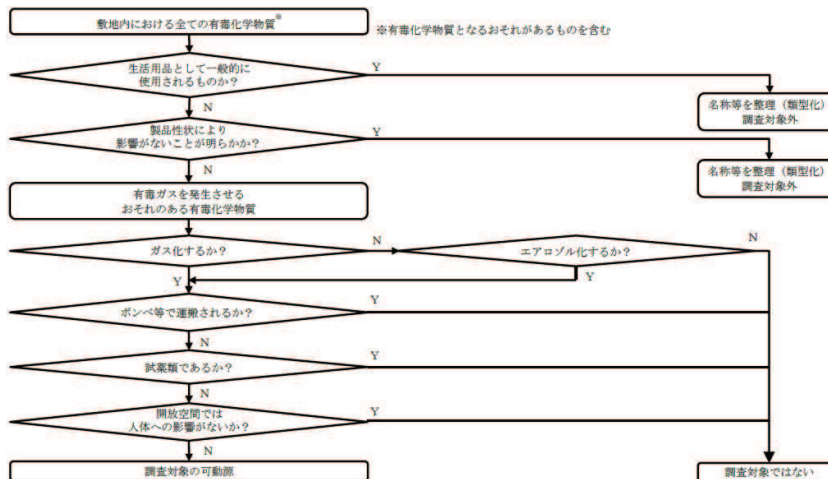 敷地内における全ての有毒化学物質※
※有毒化学物質となるおそれがあるものを含む
生活用品として一般的に
使用されるものか？
Y
N
名称等を整理（類型化）
調査対象外
製品性状により
影響がないことが明らかか？
Y
N
名称等を整理（類型化）
調査対象外
有毒ガスを発生させる
おそれのある有毒化学物質
ガス化するか？
N
エアロゾル化するか？
N
Y
Y
ボンベ等で運搬されるか？
Y
N
試薬類であるか？
Y
N
開放空間では
人体への影響がないか？
Y
N
調査対象の可動源
調査対象ではない